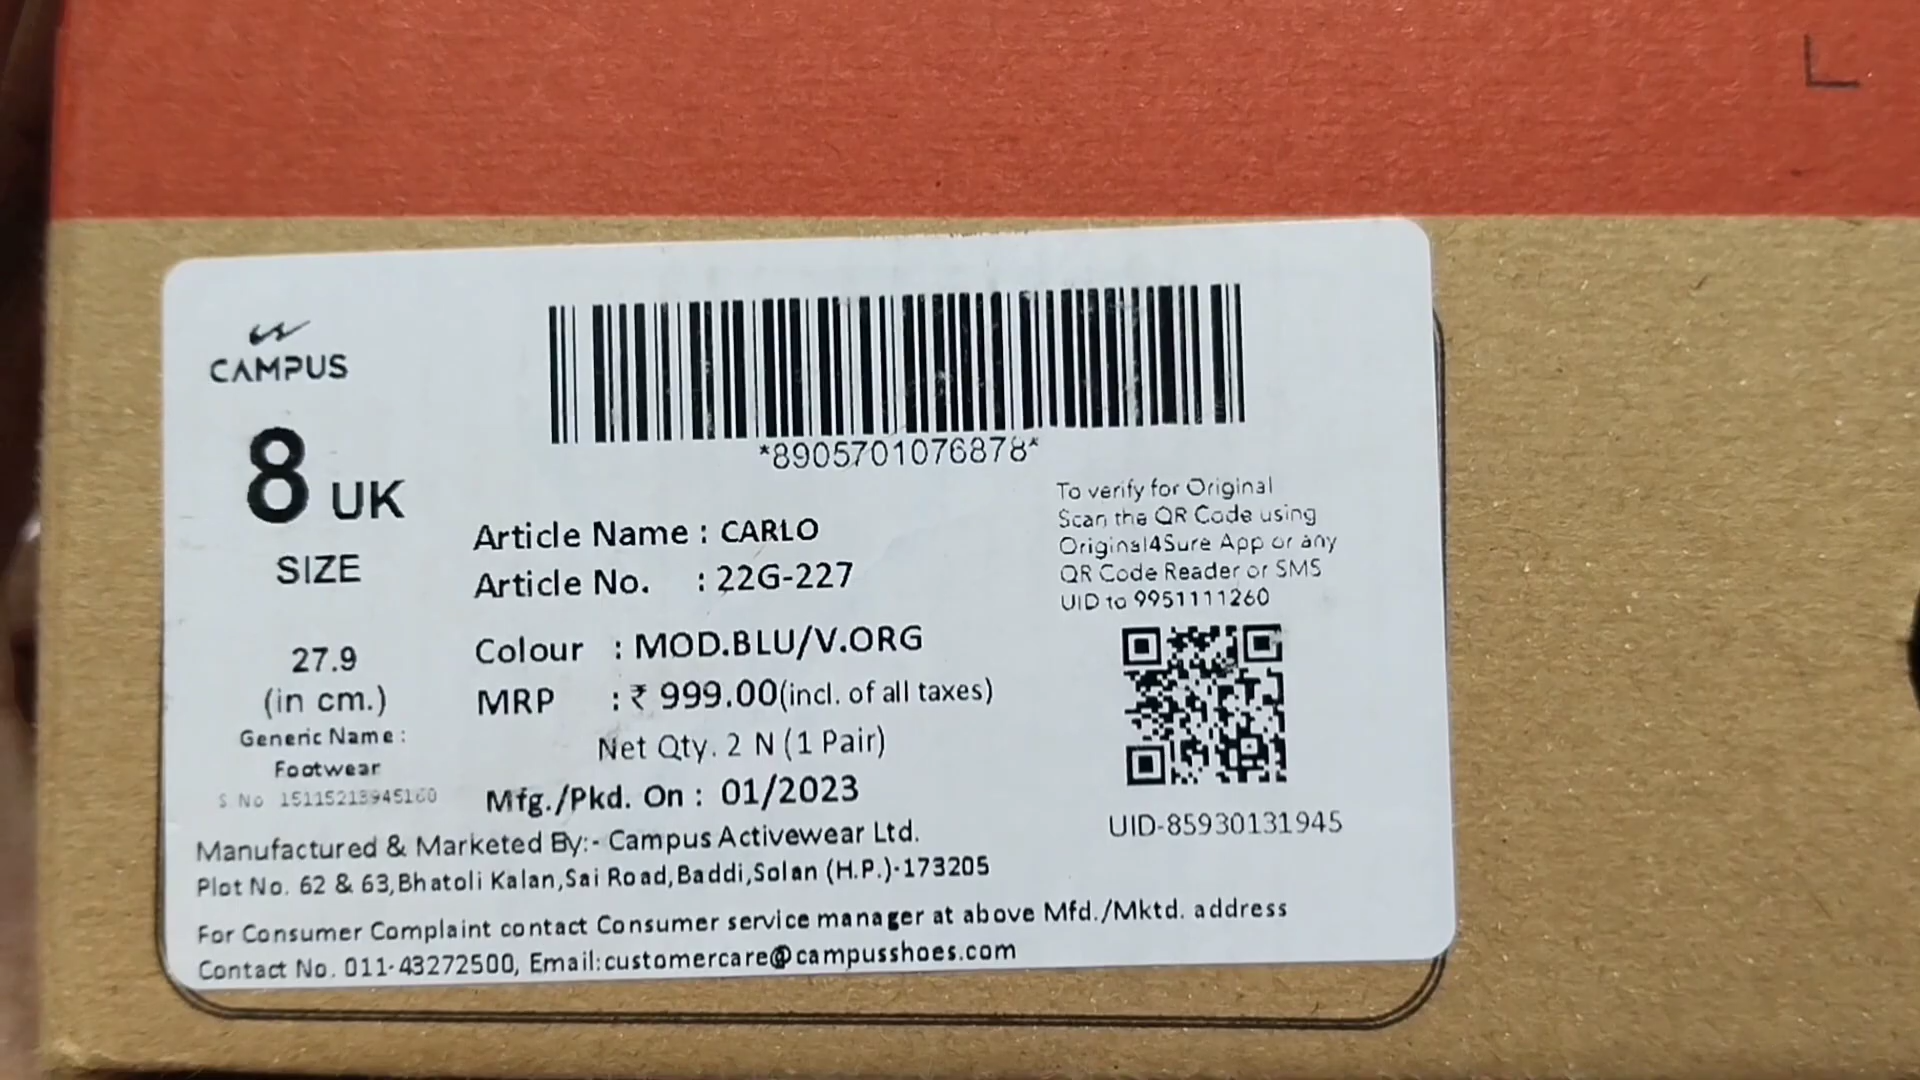 CAMPUS
8 UK
SIZE
27.9
(in cm.)
Generic Name :
Footwear
S No
*8905701076878*
Article Name : CARLO
Article No. : 22G-227
Colour : MOD.BLU/V.ORG
MRP : ₹ 999.00(incl. of all taxes)
Net Qty. 2 N (1 Pair)
Mfg./Pkd. On : 01/2023
To verify for Original
Scan the QR Code using
Original4Sure App or any
QR Code Reader or SMS
UID to 9951111260
UID-85930131945
Manufactured & Marketed By:- Campus Activewear Ltd.
Plot No. 62 & 63,Bhatoli Kalan,Sai Road,Baddi,Solan (H.P.)-173205
For Consumer Complaint contact Consumer service manager at above Mfd./Mktd. address
Contact No. 011-43272500, Email:customercare@campusshoes.com